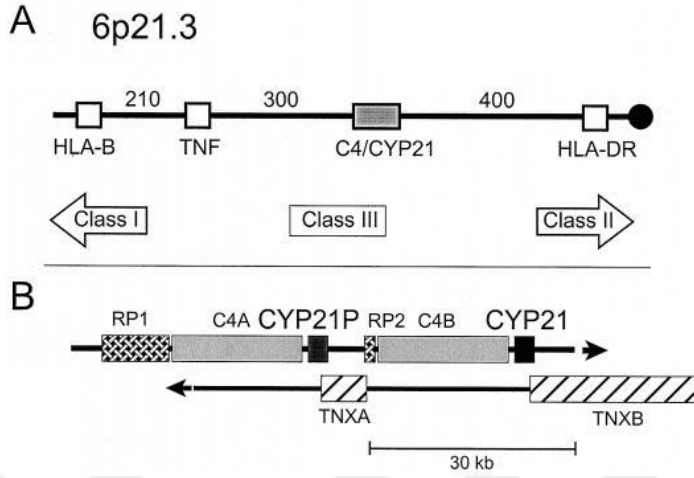 A
6p21.3
210 300 400
HLA-B TNF C4/CYP21 HLA-DR
Class I Class III Class II
B
RP1 C4A CYP21P RP2 C4B CYP21
TNXA TNXB
30 kb